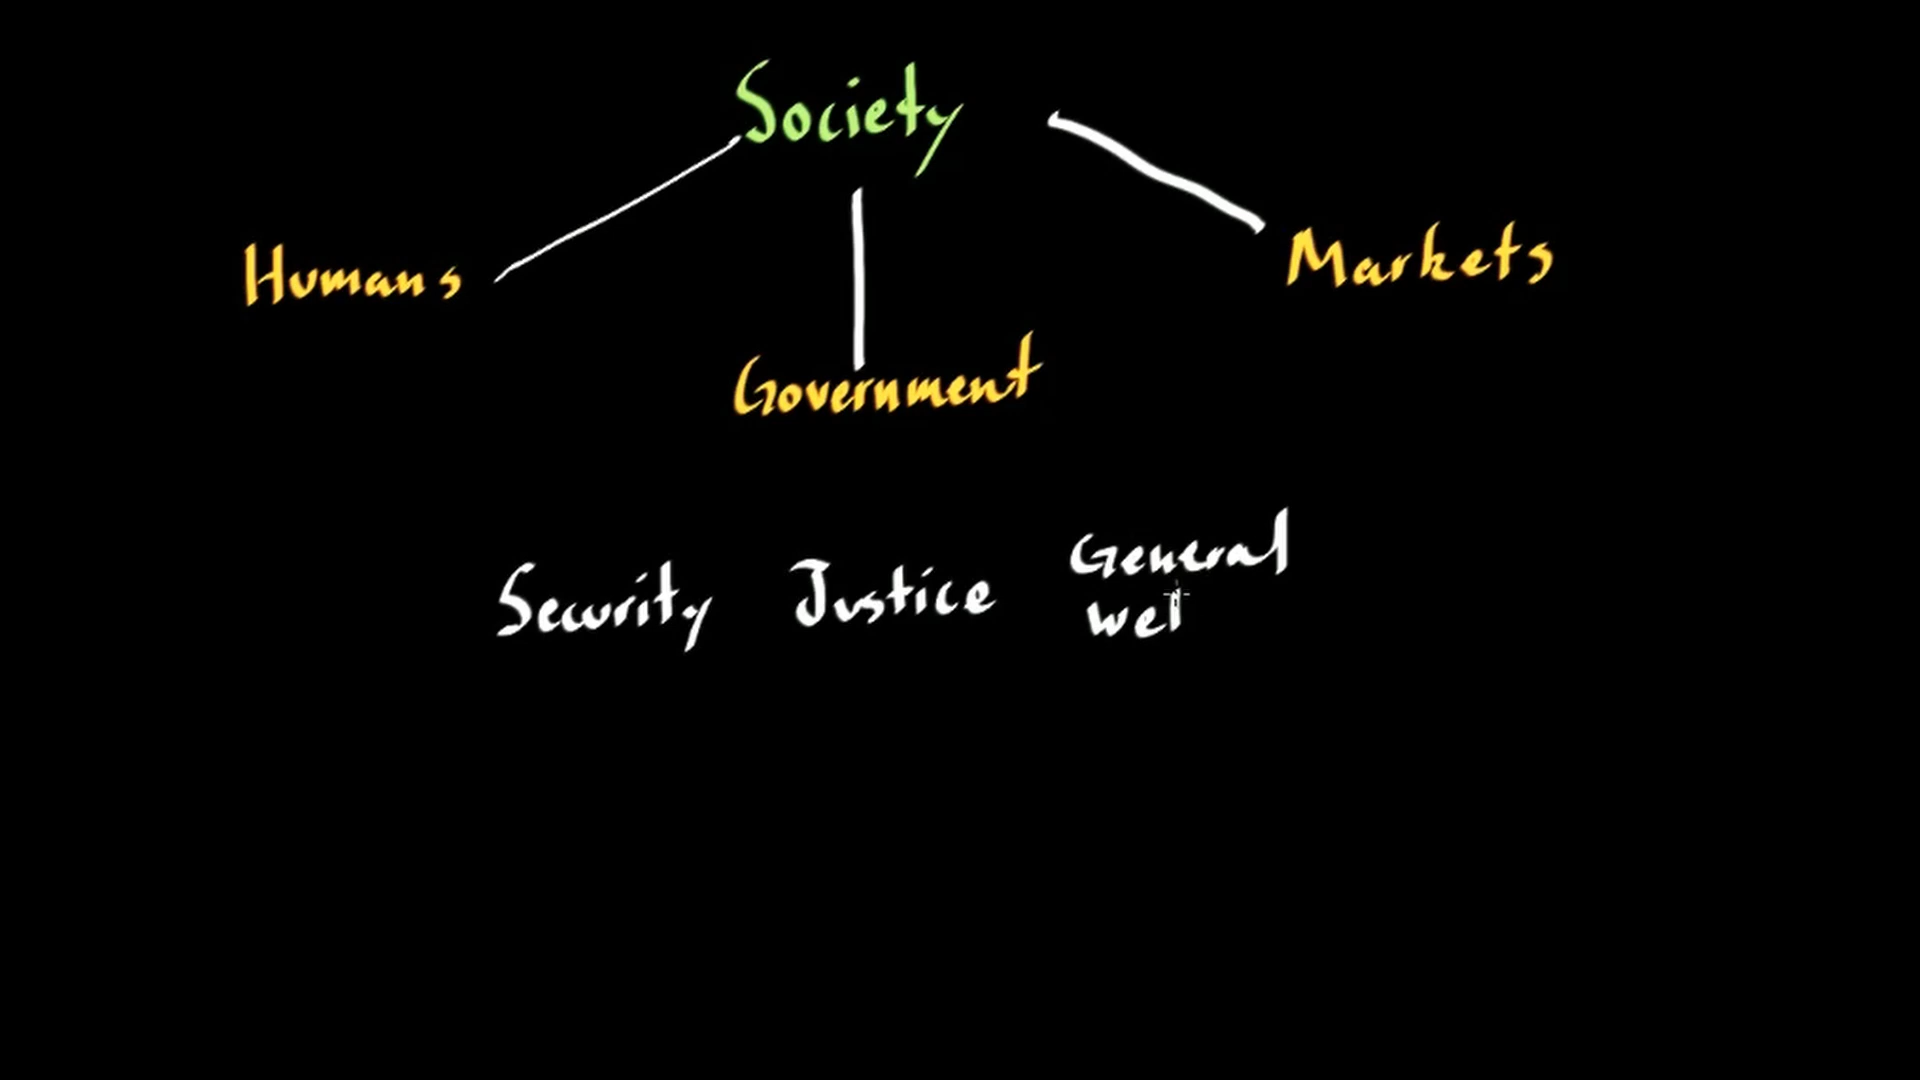 Society
Humans
Markets
Government
Security Justice General
wel